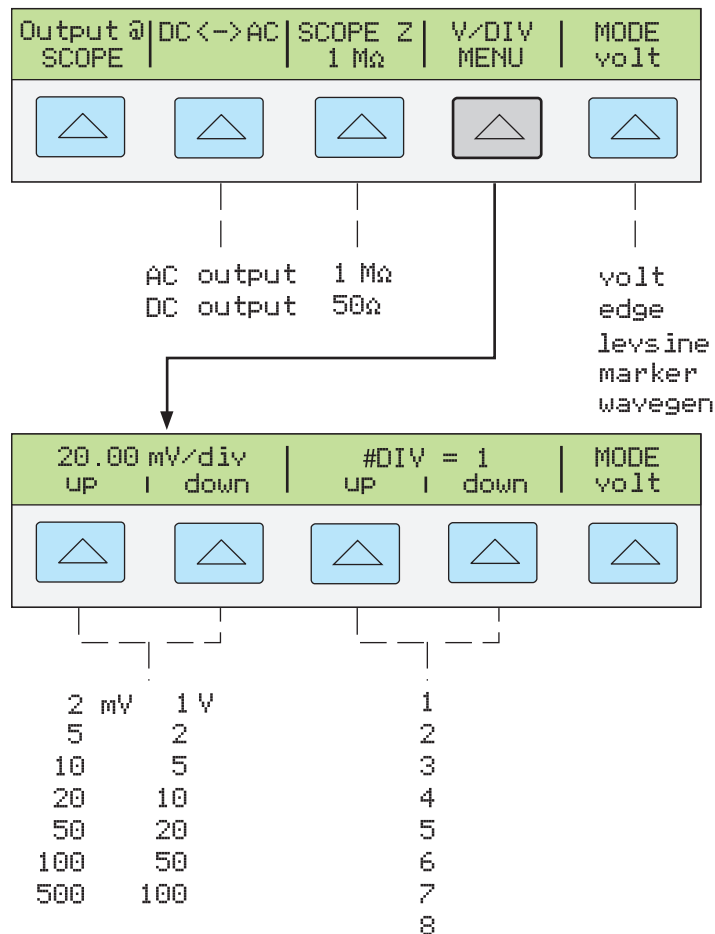 Output @ DC<->AC SCOPE Z V/DIV MODE
SCOPE 1 MΩ MENU volt
AC output 1 MΩ volt
DC output 50Ω edge
levsine
marker
wavegen
20.00 mV/div #DIV = 1 MODE
up down up down volt
2 mV 1 V 1
5 2 2
10 5 3
20 10 4
50 20 5
100 50 6
500 100 7
8